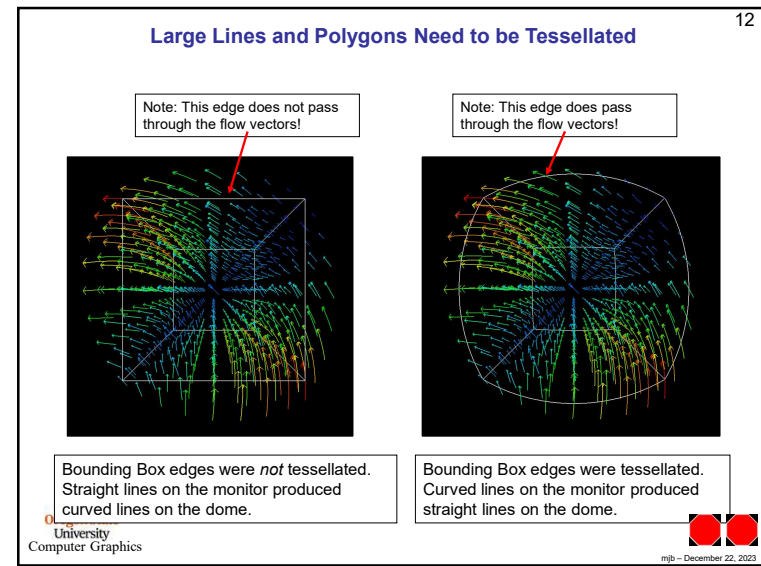 12
Large Lines and Polygons Need to be Tessellated
Note: This edge does not pass
through the flow vectors!
Note: This edge does pass
through the flow vectors!
Bounding Box edges were not tessellated.
Straight lines on the monitor produced
curved lines on the dome.
Bounding Box edges were tessellated.
Curved lines on the monitor produced
straight lines on the dome.
University
Computer Graphics
mjb – December 22, 2023